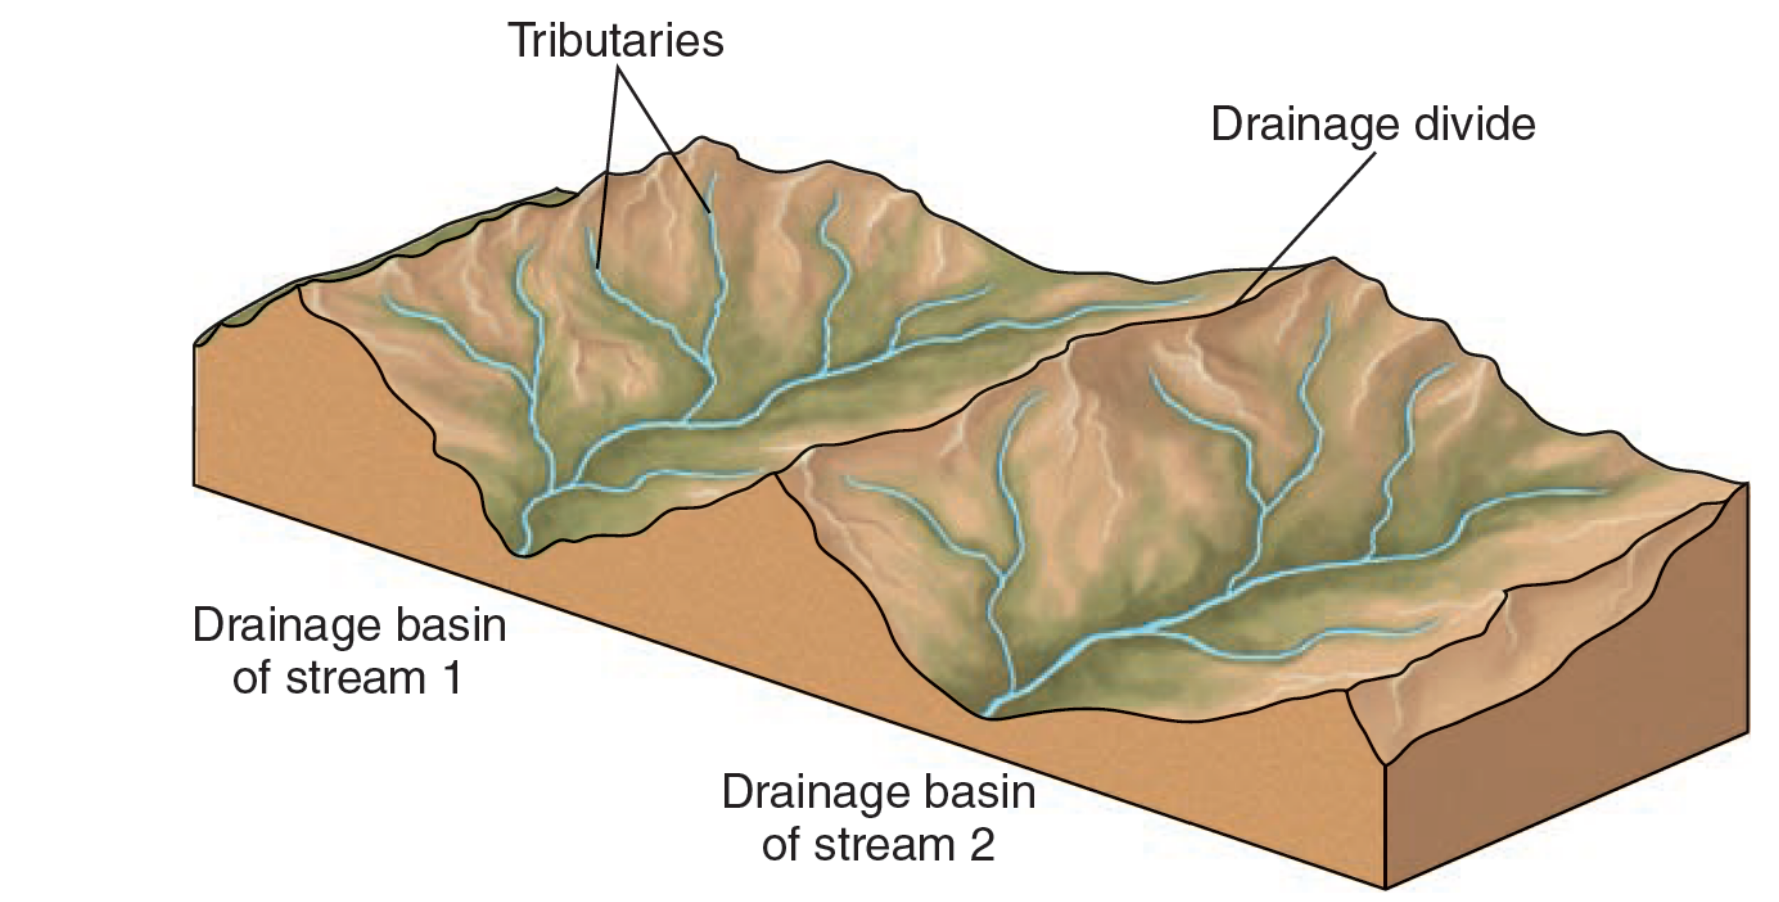 Tributaries
Drainage divide
Drainage basin
of stream 1
Drainage basin
of stream 2